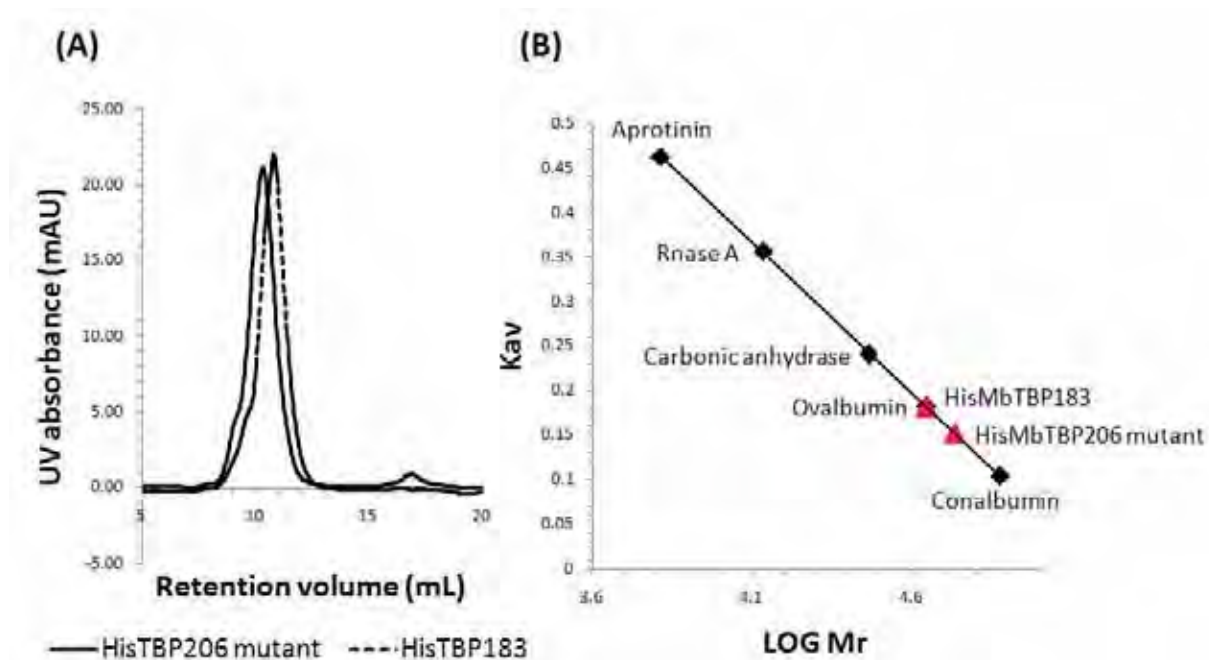 (A)
25.00
20.00
15.00
10.00
5.00
0.00
-5.00
5
10
15
20
UV absorbance (mAU)
Retention volume (mL)
HisTBP206 mutant
HisTBP183
(B)
0.5
0.45
0.4
0.35
0.3
0.25
0.2
0.15
0.1
0.05
0
3.6
4.1
4.6
Kav
LOG Mr
Aprotinin
Rnase A
Carbonic anhydrase
Ovalbumin
HisMbTBP183
HisMbTBP206 mutant
Conalbumin